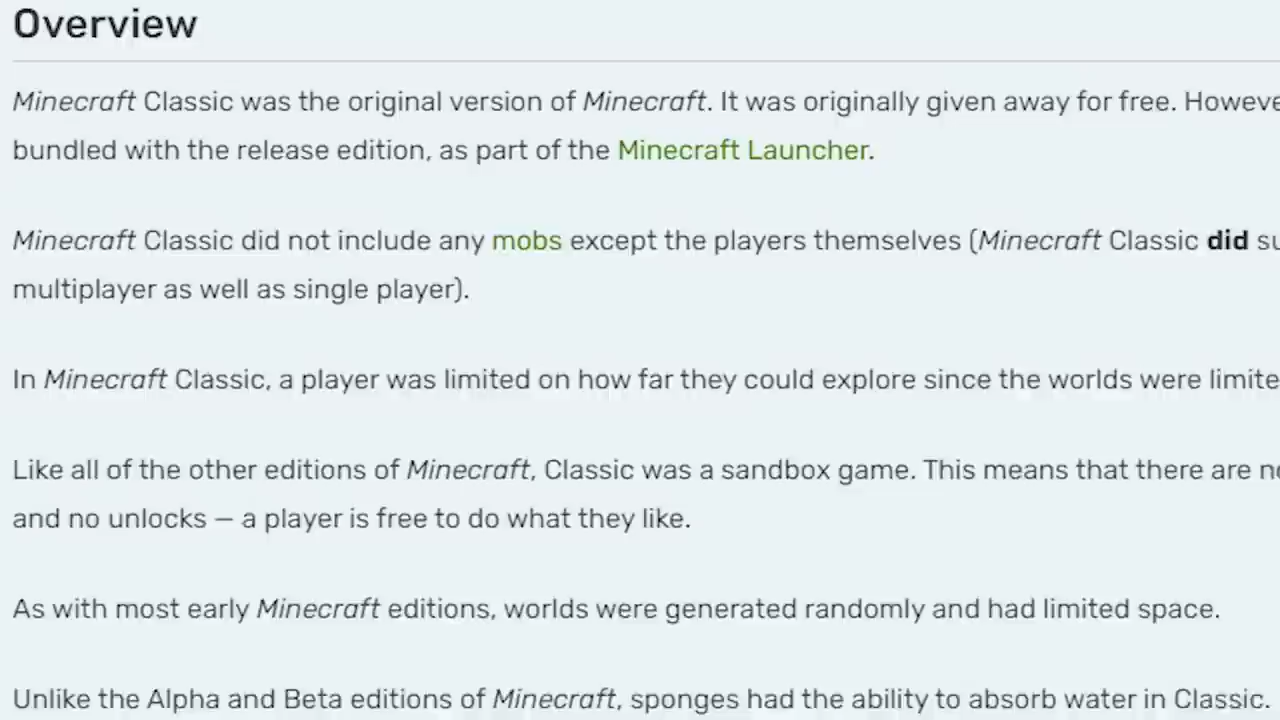 Overview
Minecraft Classic was the original version of Minecraft. It was originally given away for free.
bundled with the release edition, as part of the Minecraft Launcher.
Minecraft Classic did not include any mobs except the players themselves (Minecraft Classic did
multiplayer as well as single player).
In Minecraft Classic, a player was limited on how far they could explore since the worlds were
Like all of the other editions of Minecraft, Classic was a sandbox game. This means that there are
and no unlocks — a player is free to do what they like.
As with most early Minecraft editions, worlds were generated randomly and had limited space.
Unlike the Alpha and Beta editions of Minecraft, sponges had the ability to absorb water in Classic.